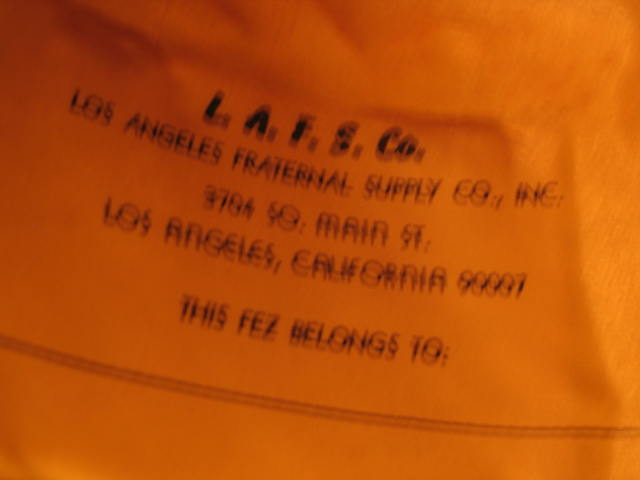 L. A. F. S. Co.
LOS ANGELES FRATERNAL SUPPLY CO., INC.
3704 SO. MAIN ST.
LOS ANGELES, CALIFORNIA 90007
THIS FEZ BELONGS TO: